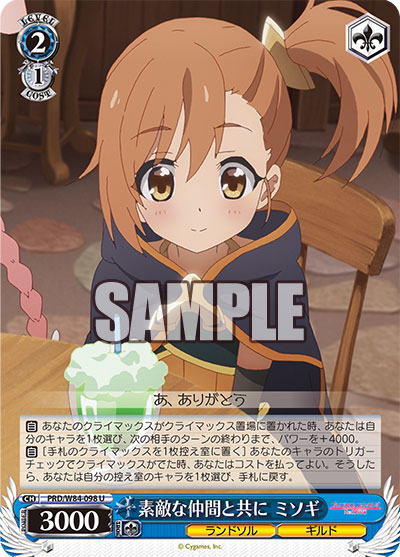 LEVEL
2
1
COST
SAMPLE
あ、ありがとう
自 あなたのクライマックスがクライマックス置場に置かれた時、あなたは自
分のキャラを1枚選び、次の相手のターンの終わりまで、パワーを+4000。
自 [手札のクライマックスを1枚控え室に置く] あなたのキャラのトリガー
チェックでクライマックスがでた時、あなたはコストを払ってよい。そうした
ら、あなたは自分の控え室のキャラを1枚選び、手札に戻す。
CH PRD/W84-098 U
POWER
3000
素敵な仲間と共に ミソギ
ランドソル
ギルド
© Cygames, Inc.